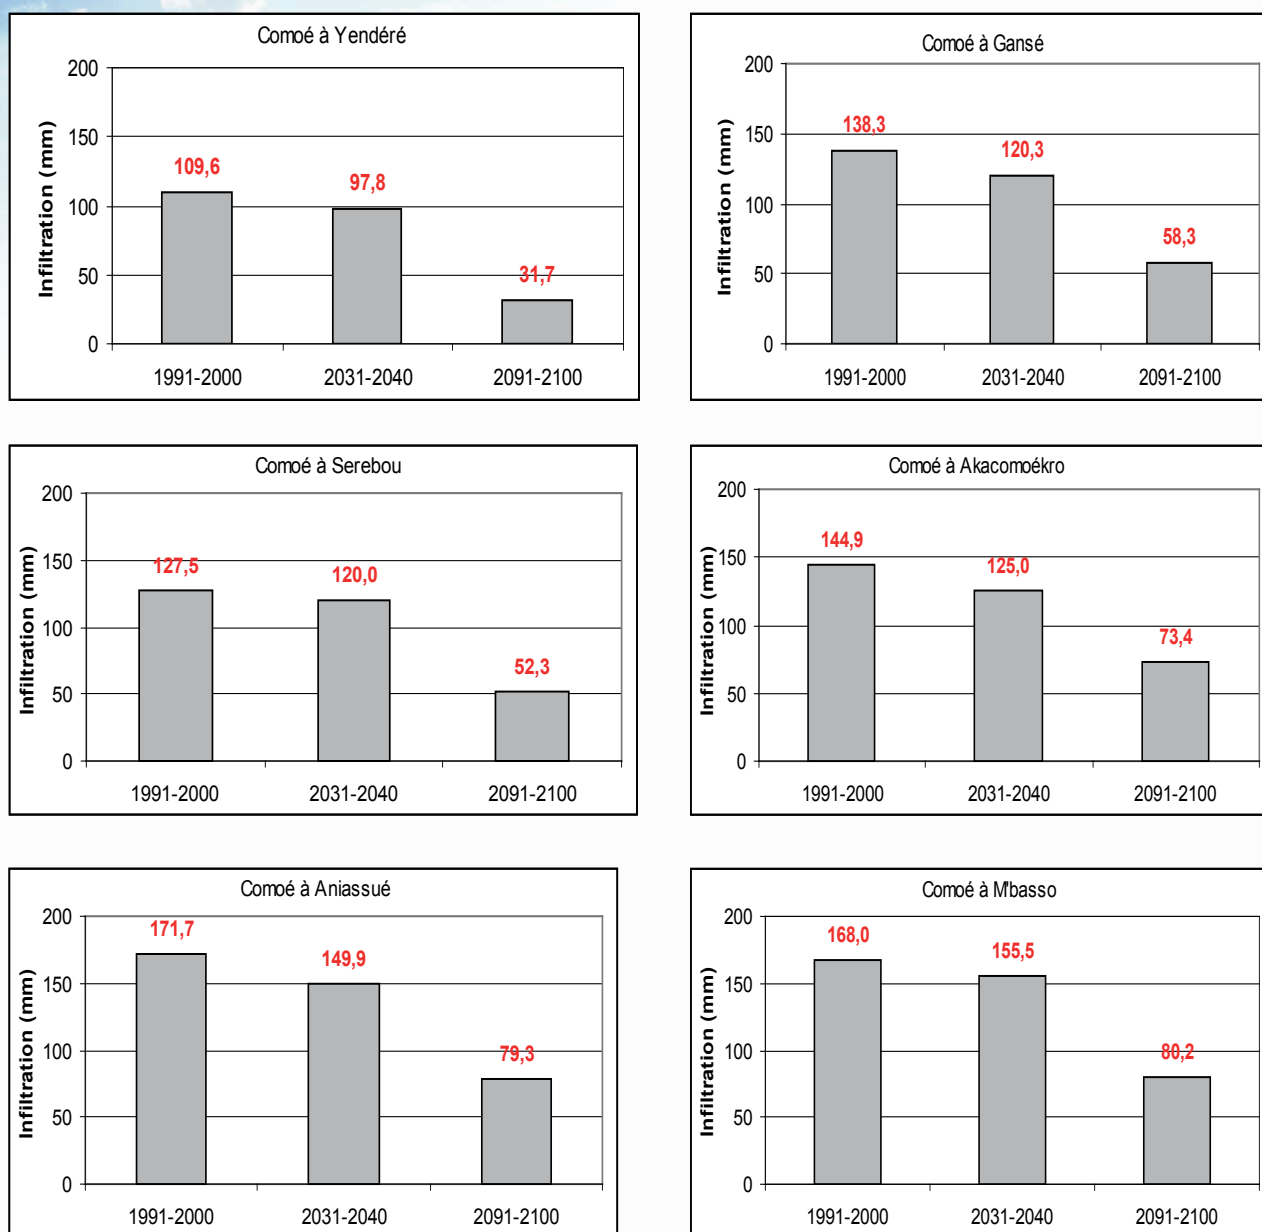 Comoé à Yendéré
Infiltration (mm)
200
150
100
50
0
109,6
97,8
31,7
1991-2000 2031-2040 2091-2100
Comoé à Gansé
Infiltration (mm)
200
150
100
50
0
138,3
120,3
58,3
1991-2000 2031-2040 2091-2100
Comoé à Serebou
Infiltration (mm)
200
150
100
50
0
127,5
120,0
52,3
1991-2000 2031-2040 2091-2100
Comoé à Akacomoékro
Infiltration (mm)
200
150
100
50
0
144,9
125,0
73,4
1991-2000 2031-2040 2091-2100
Comoé à Aniassué
Infiltration (mm)
200
150
100
50
0
171,7
149,9
79,3
1991-2000 2031-2040 2091-2100
Comoé à M'basso
Infiltration (mm)
200
150
100
50
0
168,0
155,5
80,2
1991-2000 2031-2040 2091-2100